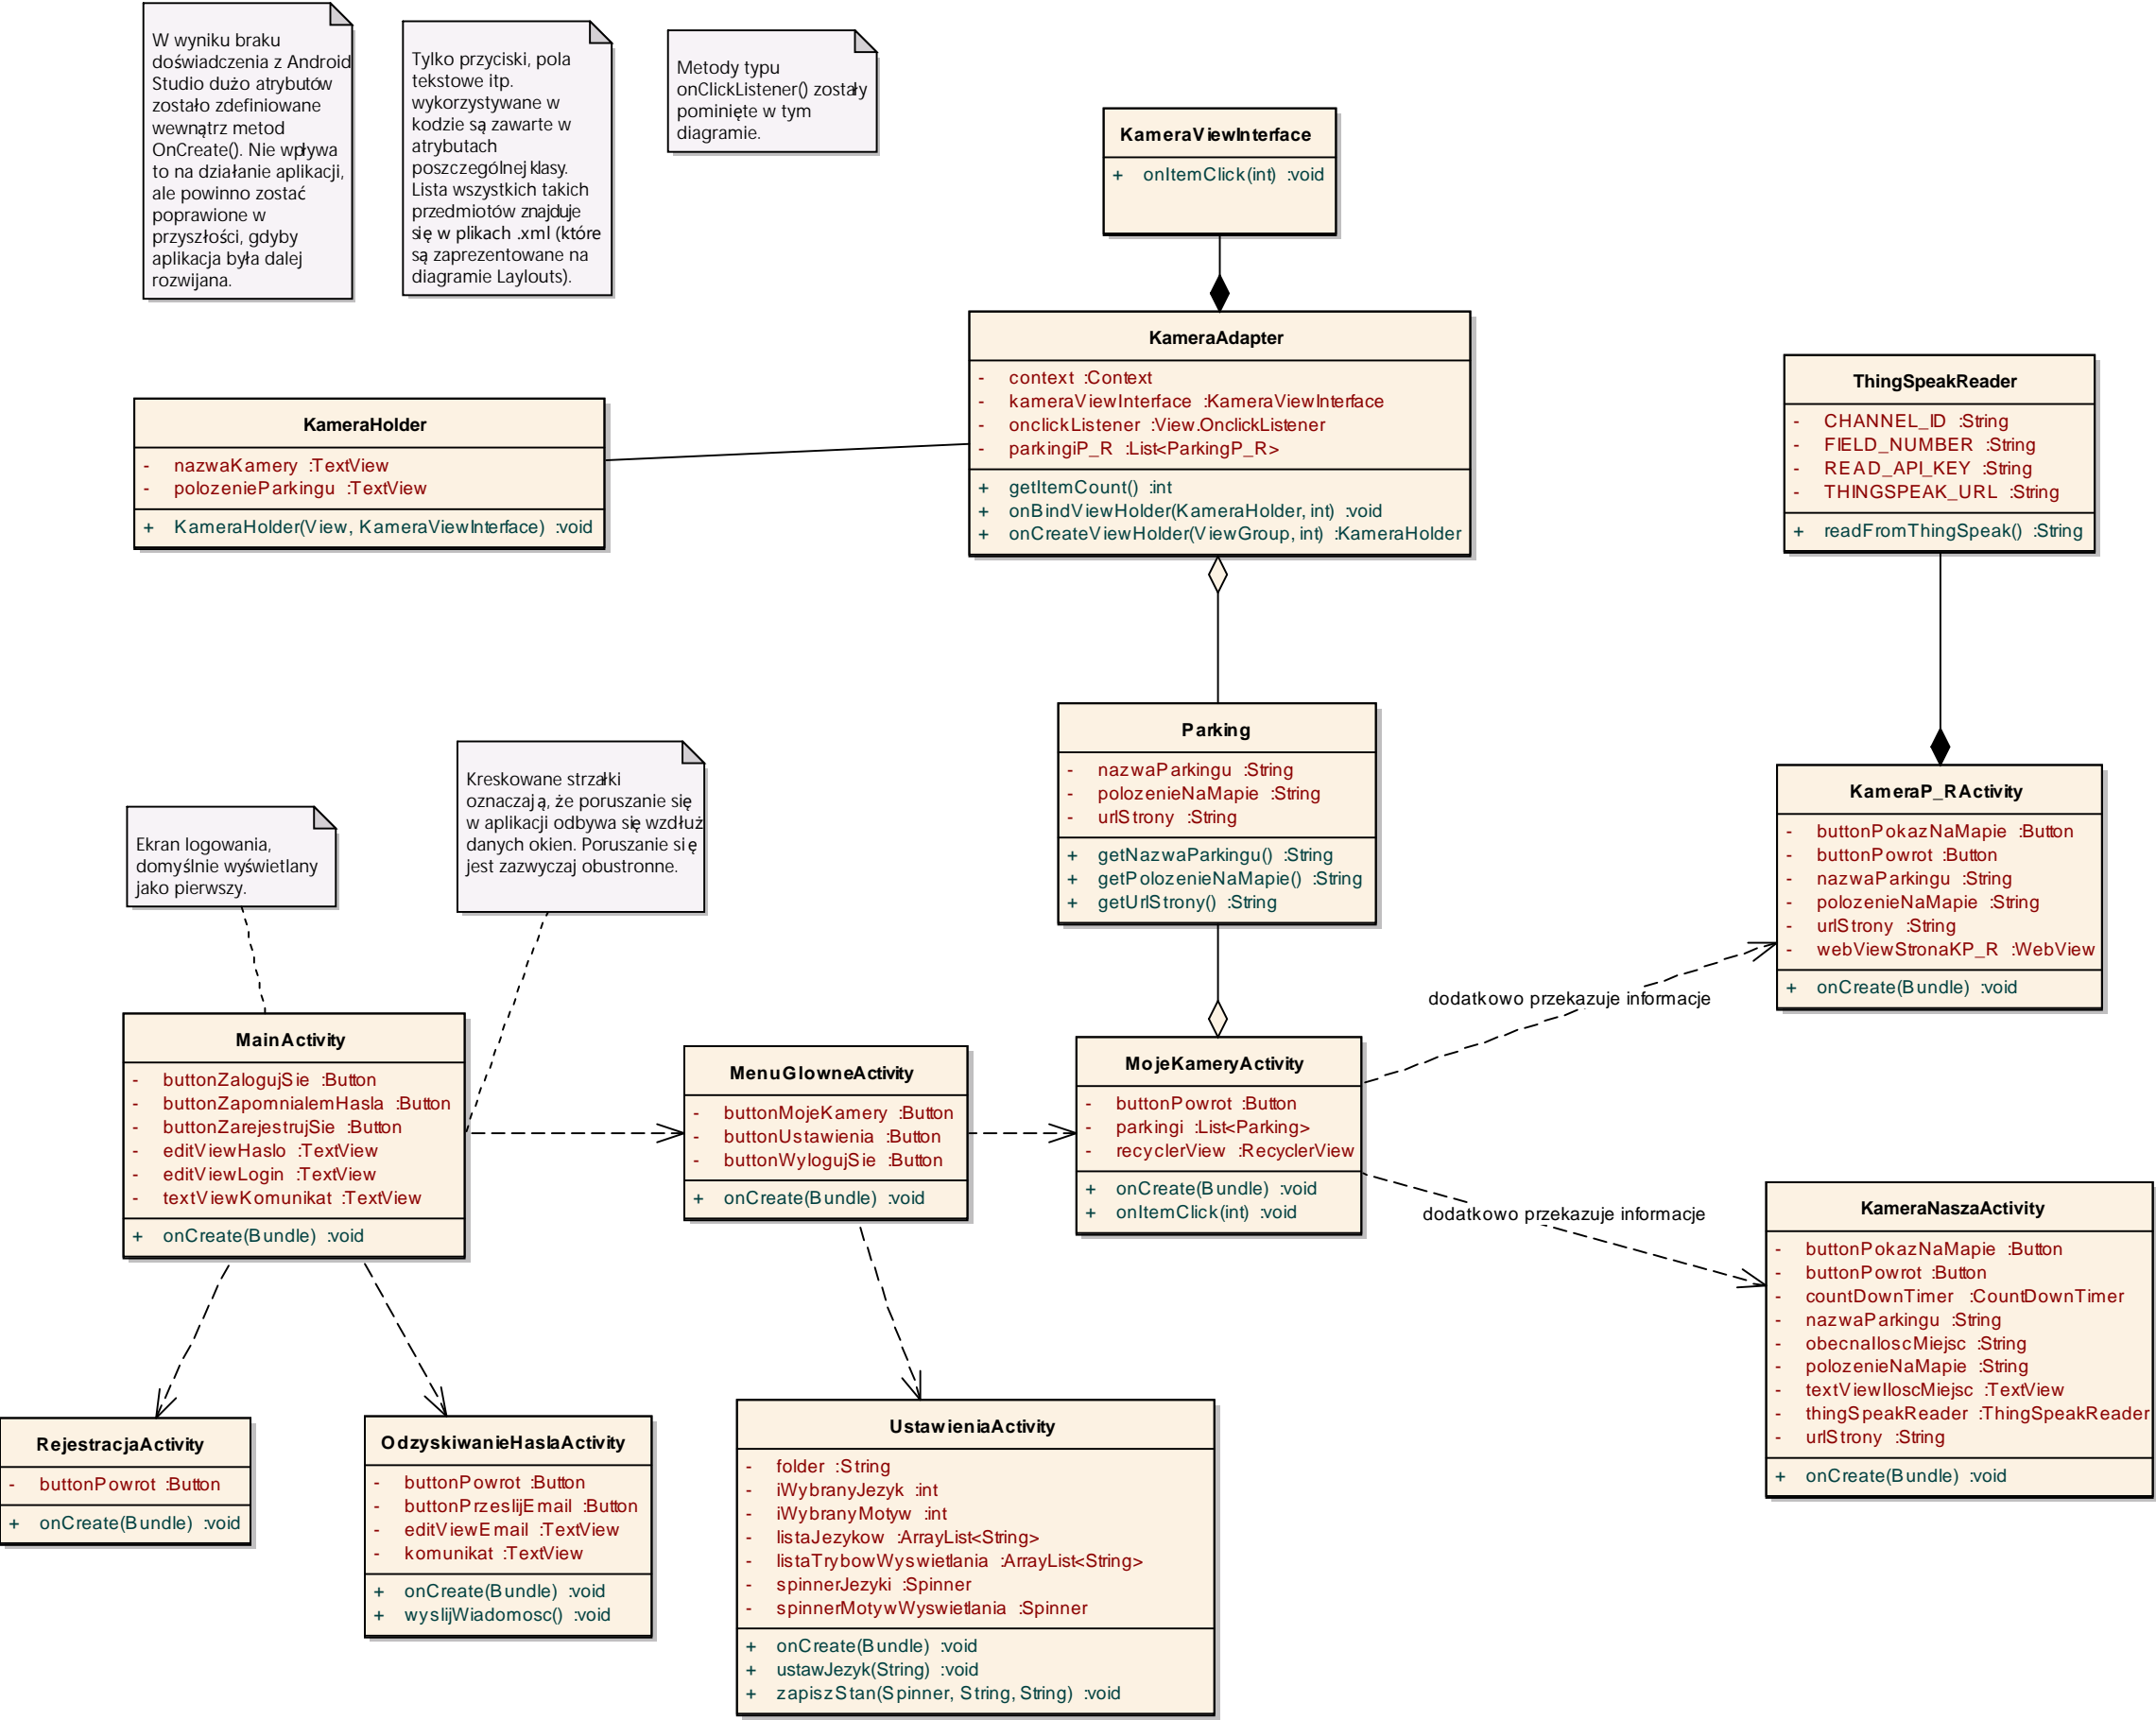 W wyniku braku
doświadczenia z Android
Studio dużo atrybutów
zostało zdefiniowane
wewnątrz metod
OnCreate(). Nie wpływa
to na działanie aplikacji,
ale powinno zostać
poprawione w
przyszłości, gdyby
aplikacja była dalej
rozwijana.
Tylko przyciski, pola
tekstowe itp.
wykorzystywane w
kodzie są zawarte w
atrybutach
poszczególnej klasy.
Lista wszystkich takich
przedmiotów znajduje
się w plikach .xml (które
są zaprezentowane na
diagramie Laylouts).
Metody typu
onClickListener() zostały
pominięte w tym
diagramie.
KameraViewInterface
+ onItemClick(int) :void
KameraAdapter
- context :Context
- kameraViewInterface :KameraViewInterface
- onclickListener :View.OnclickListener
- parkingiP_R :List<ParkingP_R>
+ getItemCount() :int
+ onBindViewHolder(KameraHolder, int) :void
+ onCreateViewHolder(ViewGroup, int) :KameraHolder
KameraHolder
- nazwaKamery :TextView
- polozenieParkingu :TextView
+ KameraHolder(View, KameraViewInterface) :void
ThingSpeakReader
- CHANNEL_ID :String
- FIELD_NUMBER :String
- READ_API_KEY :String
- THINGSPEAK_URL :String
+ readFromThingSpeak() :String
Parking
- nazwaParkingu :String
- polozenieNaMapie :String
- urlStrony :String
+ getNazwaParkingu() :String
+ getPolozenieNaMapie() :String
+ getUrlStrony() :String
Kreskowane strzałki
oznaczają, że poruszanie się
w aplikacji odbywa się wzdłuż
danych okien. Poruszanie się
jest zazwyczaj obustronne.
Ekran logowania,
domyślnie wyświetlany
jako pierwszy.
KameraP_RActivity
- buttonPokazNaMapie :Button
- buttonPowrot :Button
- nazwaParkingu :String
- polozenieNaMapie :String
- urlStrony :String
- webViewStronaKP_R :WebView
+ onCreate(Bundle) :void
dodatkowo przekazuje informacje
MainActivity
- buttonZalogujSie :Button
- buttonZapomnialemHasla :Button
- buttonZarejestrujSie :Button
- editViewHaslo :TextView
- editViewLogin :TextView
- textViewKomunikat :TextView
+ onCreate(Bundle) :void
MenuGlowneActivity
- buttonMojeKamery :Button
- buttonUstawienia :Button
- buttonWylogujSie :Button
+ onCreate(Bundle) :void
MojeKameryActivity
- buttonPowrot :Button
- parkingi :List<Parking>
- recyclerView :RecyclerView
+ onCreate(Bundle) :void
+ onItemClick(int) :void
dodatkowo przekazuje informacje
KameraNaszaActivity
- buttonPokazNaMapie :Button
- buttonPowrot :Button
- countDownTimer :CountDownTimer
- nazwaParkingu :String
- obecnaIloscMiejsc :String
- polozenieNaMapie :String
- textViewIloscMiejsc :TextView
- thingSpeakReader :ThingSpeakReader
- urlStrony :String
+ onCreate(Bundle) :void
RejestracjaActivity
- buttonPowrot :Button
+ onCreate(Bundle) :void
OdzyskiwanieHaslaActivity
- buttonPowrot :Button
- buttonPrzeslijEmail :Button
- editViewEmail :TextView
- komunikat :TextView
+ onCreate(Bundle) :void
+ wyslijWiadomosc() :void
UstawieniaActivity
- folder :String
- iWybranyJezyk :int
- iWybranyMotyw :int
- listaJezykow :ArrayList<String>
- listaTrybowWyswietlania :ArrayList<String>
- spinnerJezyki :Spinner
- spinnerMotywWyswietlania :Spinner
+ onCreate(Bundle) :void
+ ustawJezyk(String) :void
+ zapiszStan(Spinner, String, String) :void